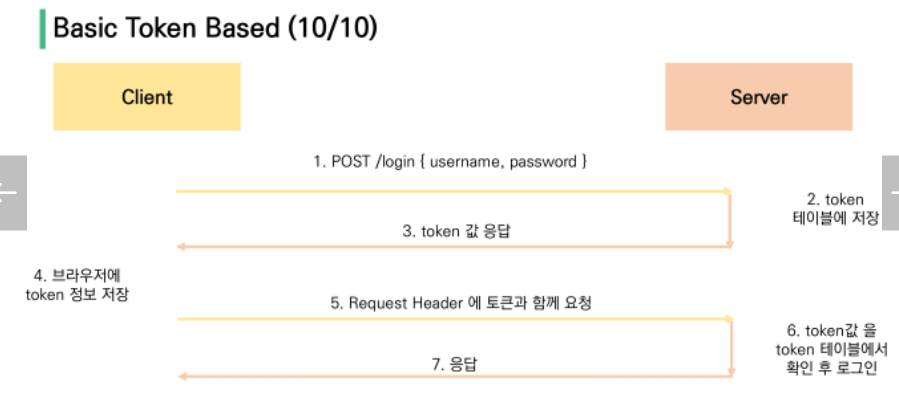 Basic Token Based (10/10)
Client
Server
1. POST /login { username, password }
2. token
테이블에 저장
3. token 값 응답
4. 브라우저에
token 정보 저장
5. Request Header 에 토큰과 함께 요청
6. token값 을
token 테이블에서
확인 후 로그인
7. 응답